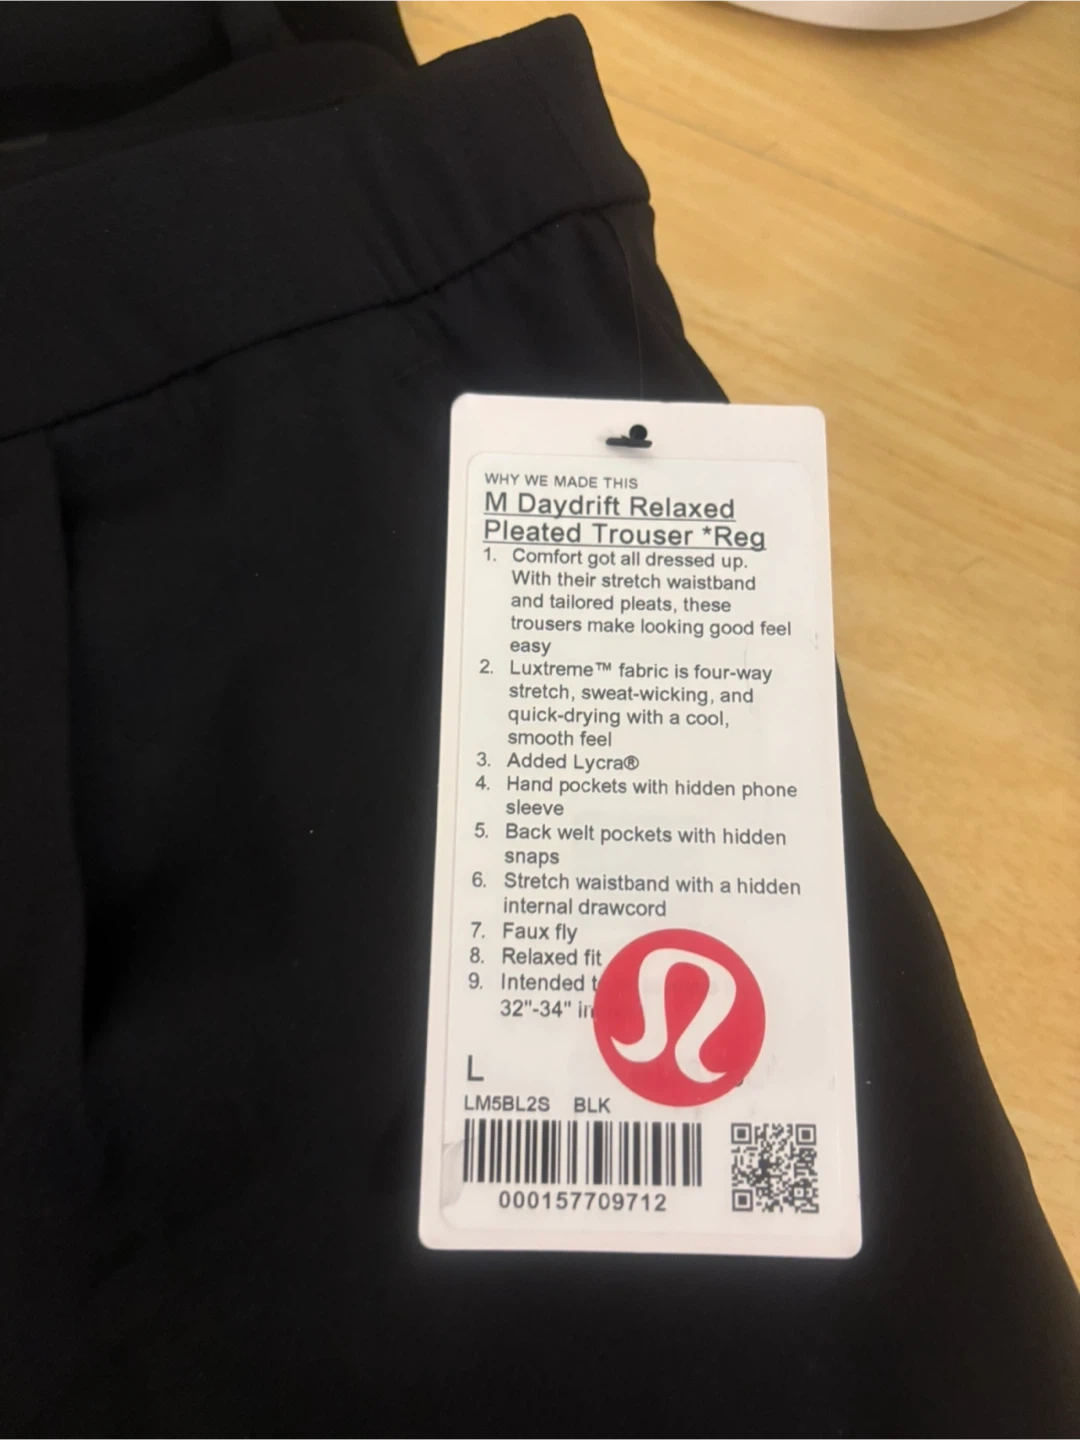 WHY WE MADE THIS
M Daydrift Relaxed
Pleated Trouser *Reg
1. Comfort got all dressed up.
With their stretch waistband
and tailored pleats, these
trousers make looking good feel
easy
2. Luxtreme™ fabric is four-way
stretch, sweat-wicking, and
quick-drying with a cool,
smooth feel
3. Added Lycra®
4. Hand pockets with hidden phone
sleeve
5. Back welt pockets with hidden
snaps
6. Stretch waistband with a hidden
internal drawcord
7. Faux fly
8. Relaxed fit
9. Intended
32"-34"
L
LM5BL2S BLK
000157709712